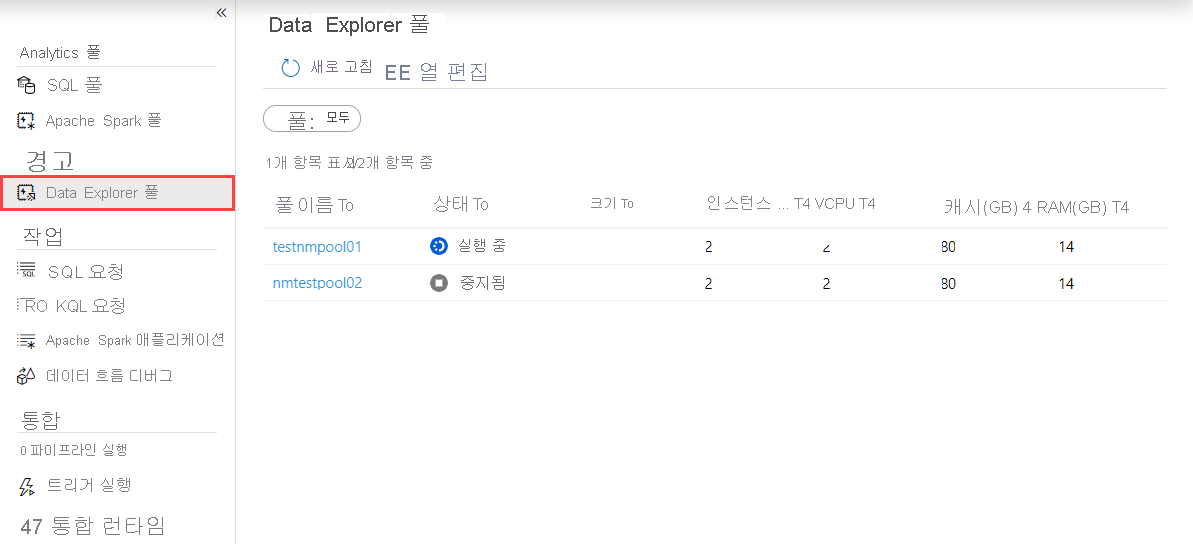 «
Analytics 풀
SQL 풀
Apache Spark 풀
경고
Data Explorer 풀
작업
SQL 요청
RO KQL 요청
Apache Spark 애플리케이션
데이터 흐름 디버그
통합
0 파이프라인 실행
트리거 실행
47 통합 런타임
Data Explorer 풀
새로 고침 EE 열 편집
풀: 모두
1개 항목 표시 2/2개 항목 중
풀 이름 To 상태 To 크기 To 인스턴스 ... T4 VCPU T4 캐시(GB) 4 RAM(GB) T4
testnmpool01 실행 중 2 2 80 14
nmtestpool02 중지됨 2 2 80 14